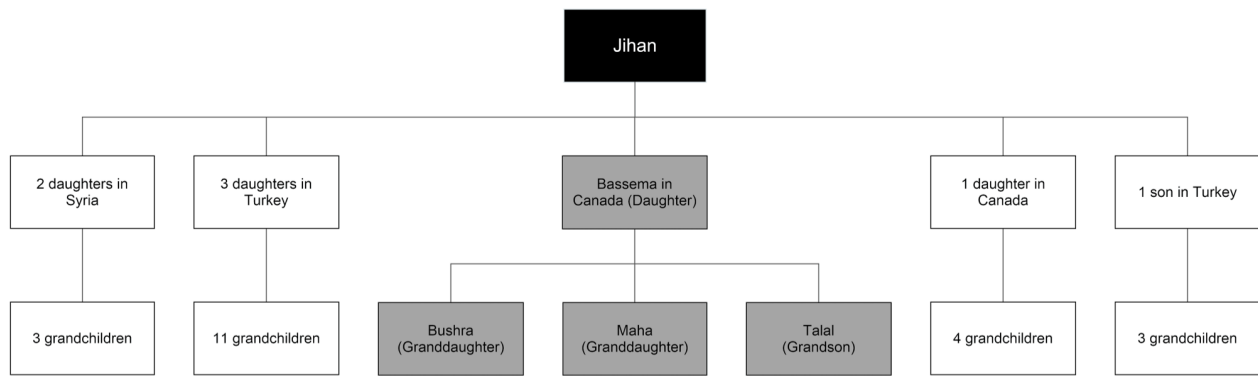 Jihan
2 daughters in
Syria
3 daughters in
Turkey
Bassema in
Canada (Daughter)
1 daughter in
Canada
1 son in Turkey
3 grandchildren
11 grandchildren
Bushra
(Granddaughter)
Maha
(Granddaughter)
Talal
(Grandson)
4 grandchildren
3 grandchildren